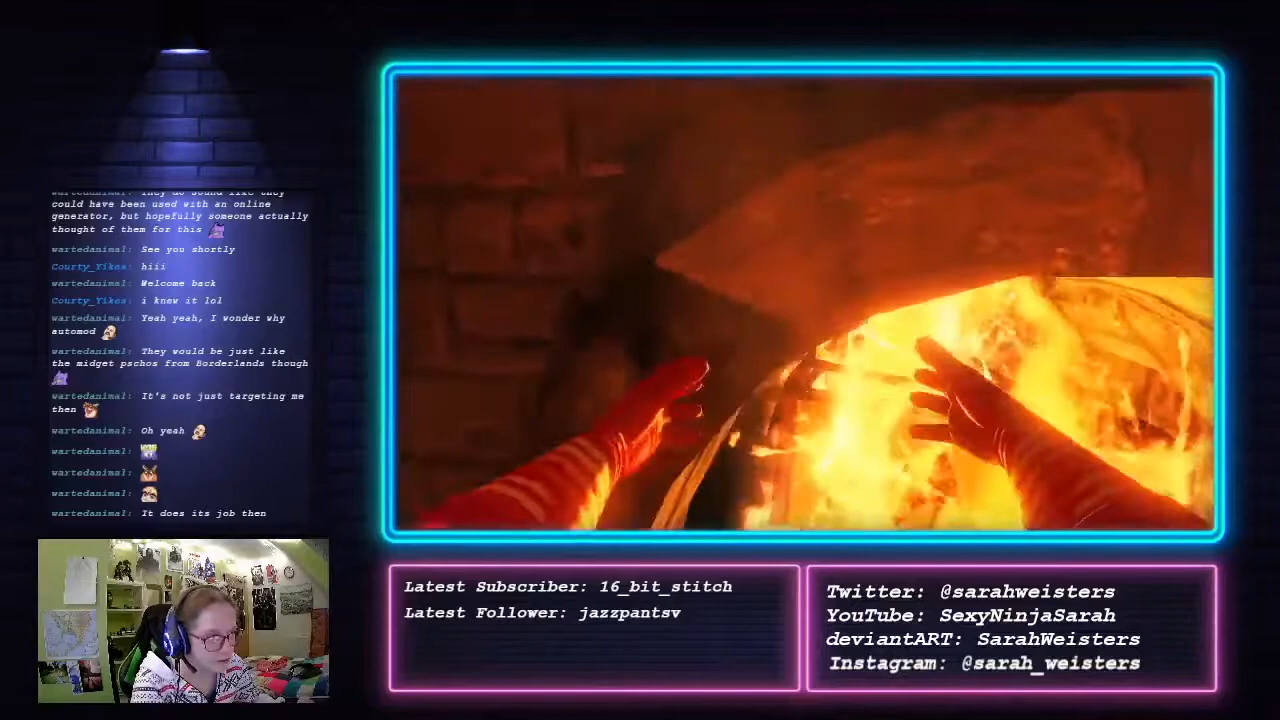 wartedanimal: They do sound like they
could have been used with an online
generator, but hopefully someone actually
thought of them for this
wartedanimal: See you shortly
Courty_Yikes: hiii
wartedanimal: Welcome back
Courty_Yikes: i knew it lol
wartedanimal: Yeah yeah, I wonder why
automod
wartedanimal: They would be just like
the midget pschos from Borderlands though
wartedanimal: It's not just targeting me
then
wartedanimal: Oh yeah
wartedanimal:
wartedanimal:
wartedanimal:
wartedanimal: It does its job then
Latest Subscriber: 16_bit_stitch
Latest Follower: jazzpantsv
Twitter: @sarahweisters
YouTube: SexyNinjaSarah
deviantART: SarahWeisters
Instagram: @sarah_weisters